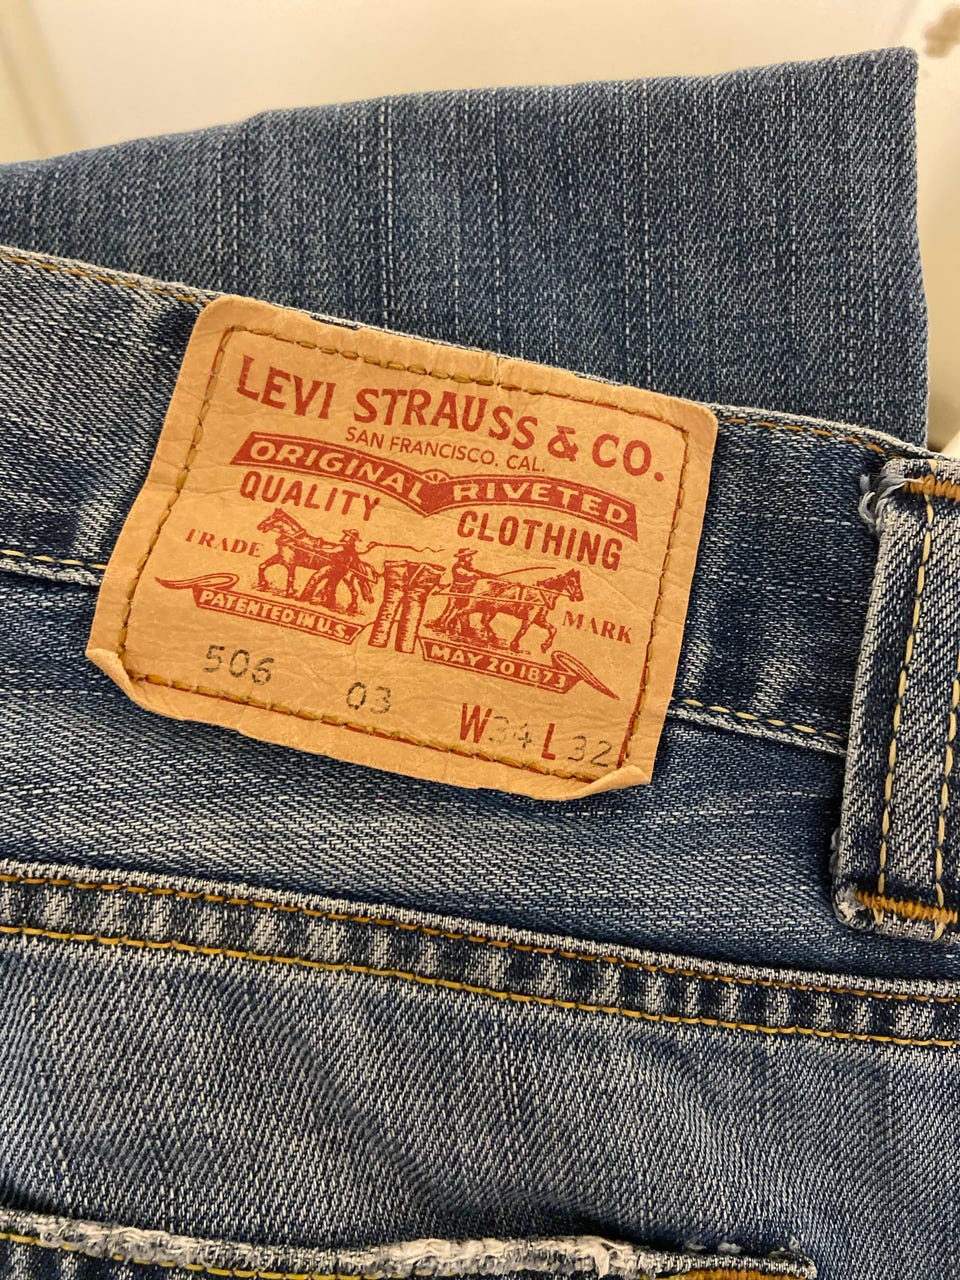 LEVI STRAUSS & CO.
SAN FRANCISCO. CAL.
ORIGINAL RIVETED
QUALITY CLOTHING
TRADE MARK
PATENTED IN U.S. MAY 20 1873
506 03 W34 L32